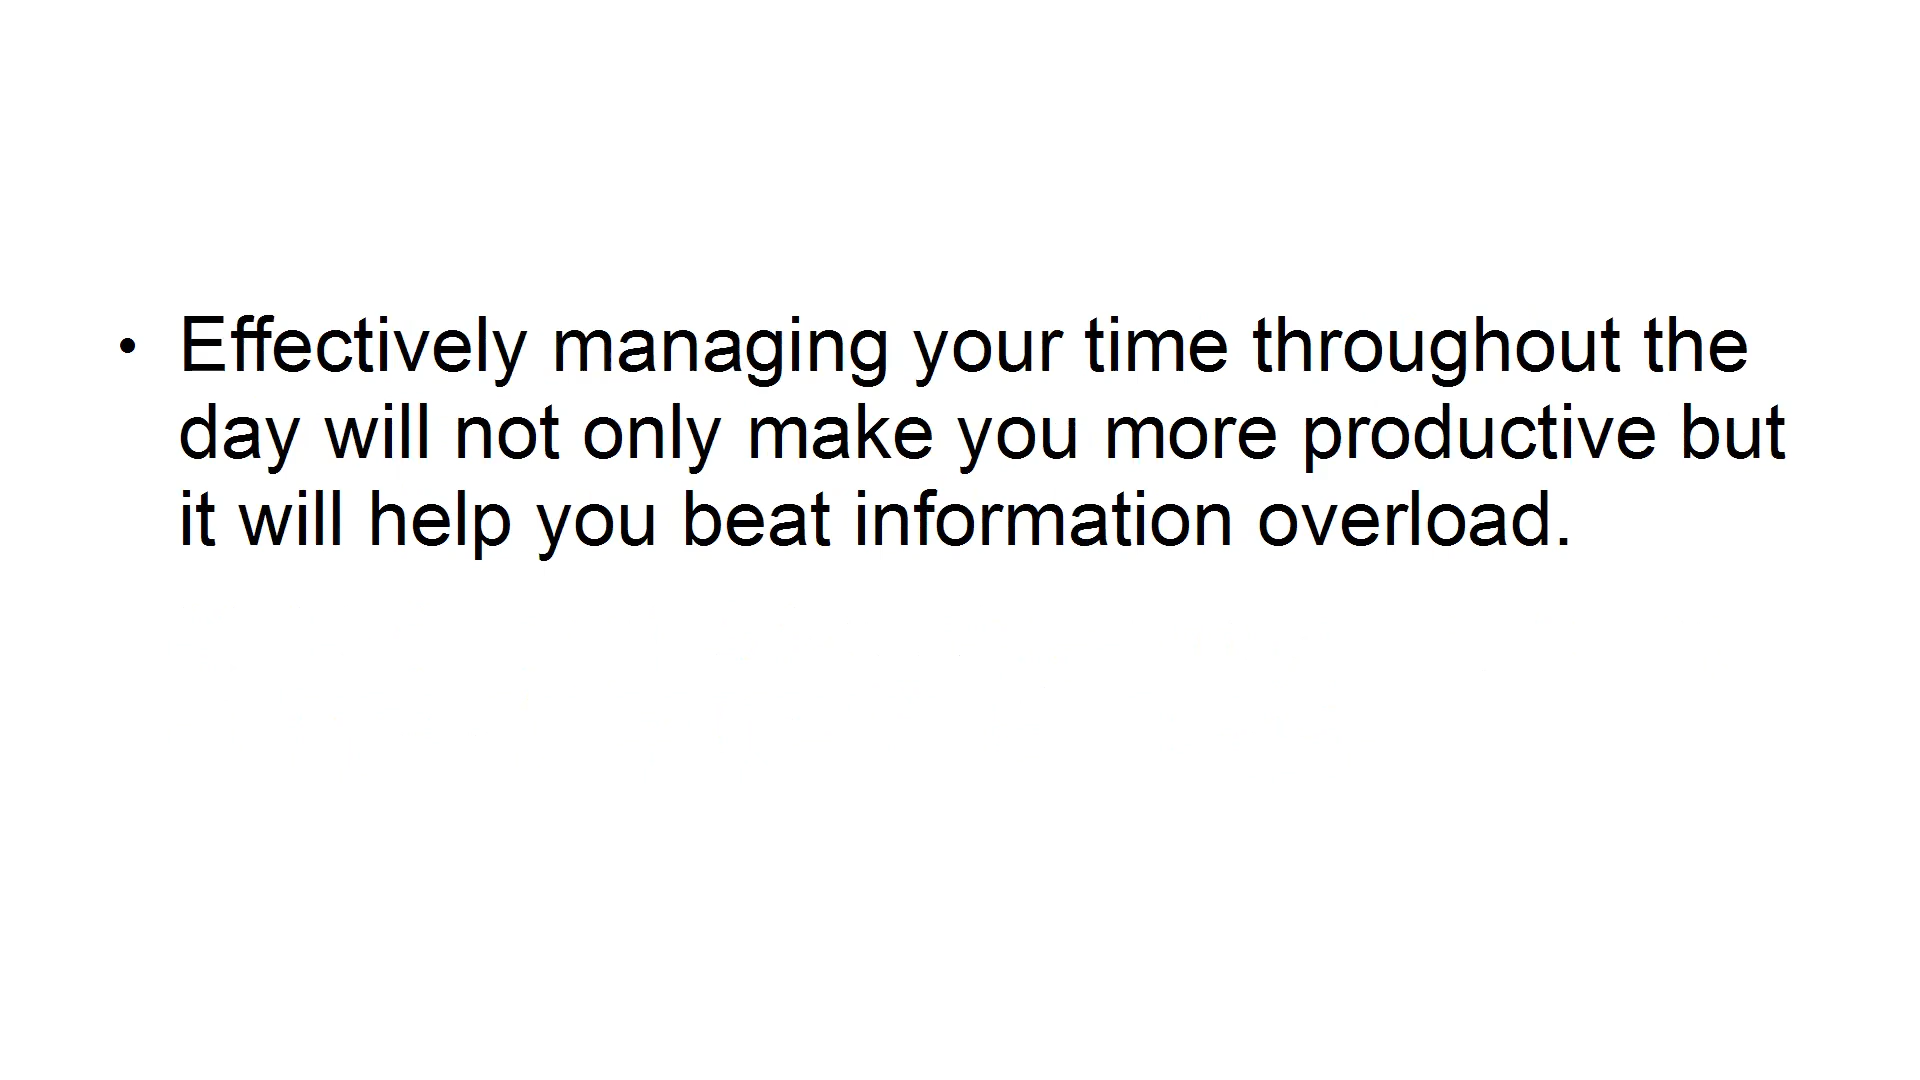 • Effectively managing your time throughout the
day will not only make you more productive but
it will help you beat information overload.